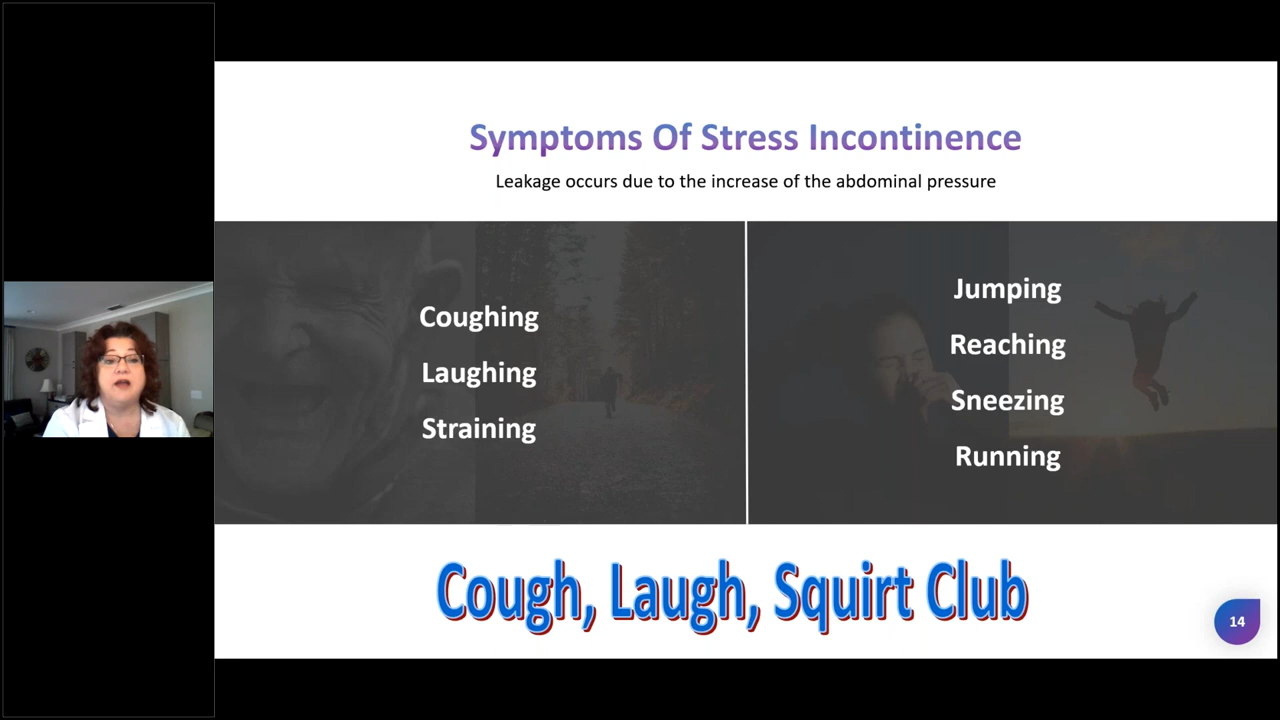 Symptoms Of Stress Incontinence
Leakage occurs due to the increase of the abdominal pressure
Coughing
Laughing
Straining
Jumping
Reaching
Sneezing
Running
Cough, Laugh, Squirt Club
14